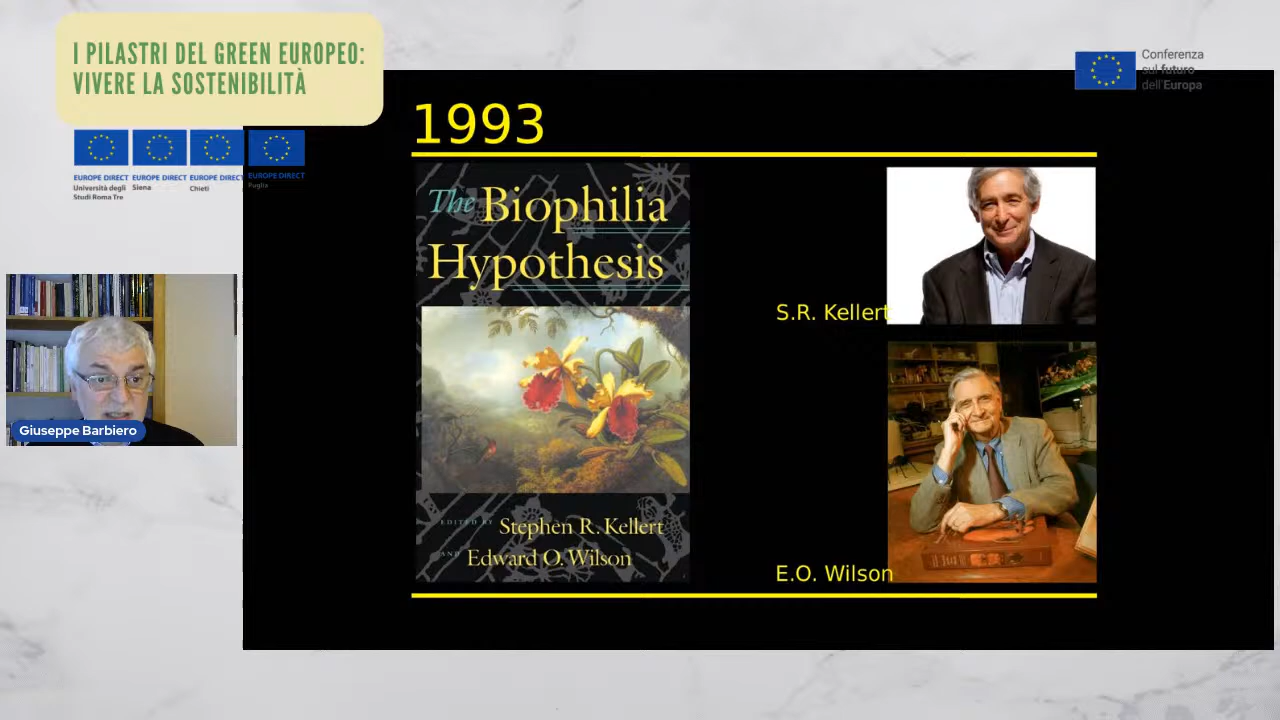 I PILASTRI DEL GREEN EUROPEO:
VIVERE LA SOSTENIBILITÀ
Conferenza
sul futuro
dell'Europa
EUROPE DIRECT
Università degli
Studi Roma Tre
EUROPE DIRECT
Siena
EUROPE DIRECT
Chieti
EUROPE DIRECT
Puglia
1993
The Biophilia
Hypothesis
EDITED BY Stephen R. Kellert
AND Edward O. Wilson
S.R. Kellert
E.O. Wilson
Giuseppe Barbiero